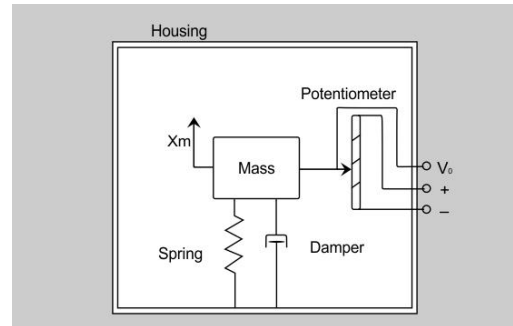 Housing
Potentiometer
Xm
Mass
V₀
+
–
Spring
Damper